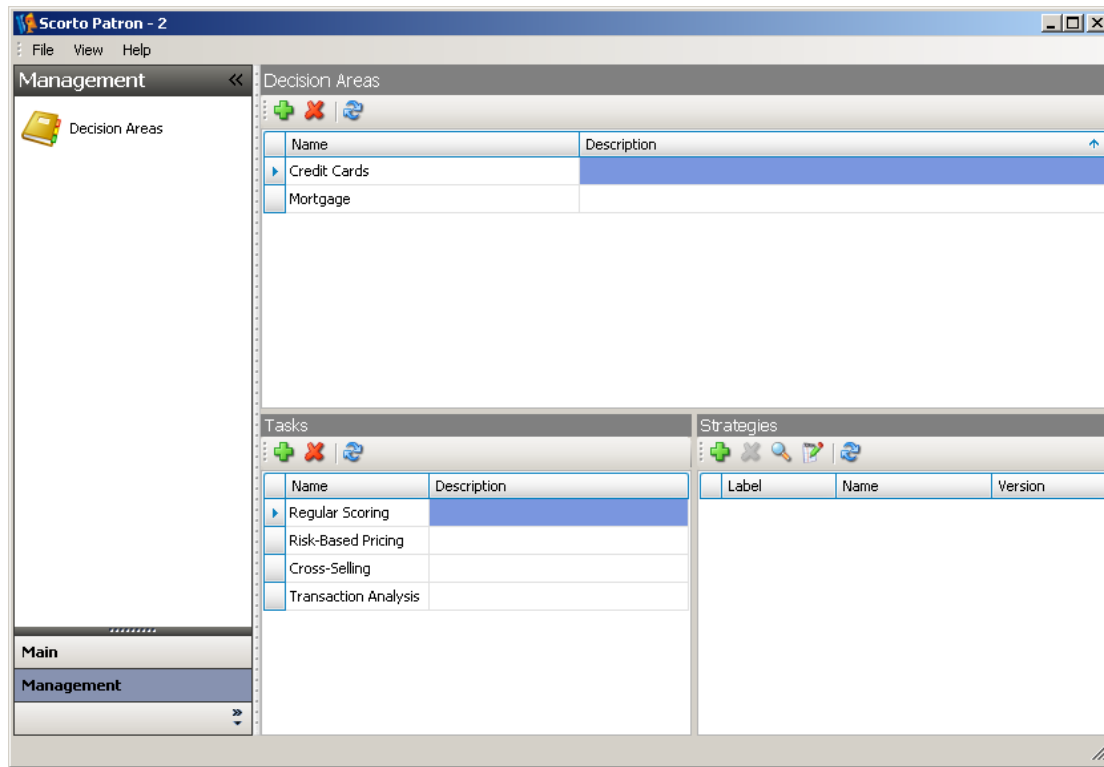 Scorto Patron - 2
File View Help
Management
Decision Areas
Decision Areas
Name Description
Credit Cards
Mortgage
Tasks
Name Description
Regular Scoring
Risk-Based Pricing
Cross-Selling
Transaction Analysis
Strategies
Label Name Version
Main
Management